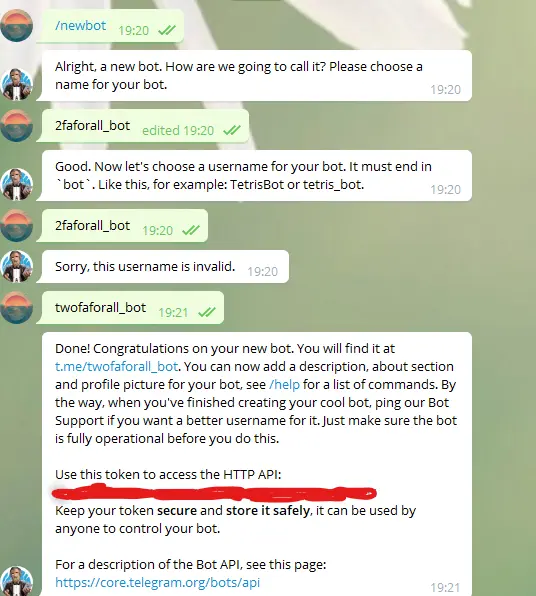 /newbot 19:20
Alright, a new bot. How are we going to call it? Please choose a
name for your bot.
19:20
2faforall_bot edited 19:20
Good. Now let's choose a username for your bot. It must end in
`bot`. Like this, for example: TetrisBot or tetris_bot.
19:20
2faforall_bot 19:20
Sorry, this username is invalid. 19:20
twofaforall_bot 19:21
Done! Congratulations on your new bot. You will find it at
t.me/twofaforall_bot. You can now add a description, about section
and profile picture for your bot, see /help for a list of commands. By
the way, when you've finished creating your cool bot, ping our Bot
Support if you want a better username for it. Just make sure the bot
is fully operational before you do this.
Use this token to access the HTTP API:
Keep your token secure and store it safely, it can be used by
anyone to control your bot.
For a description of the Bot API, see this page:
https://core.telegram.org/bots/api
19:21